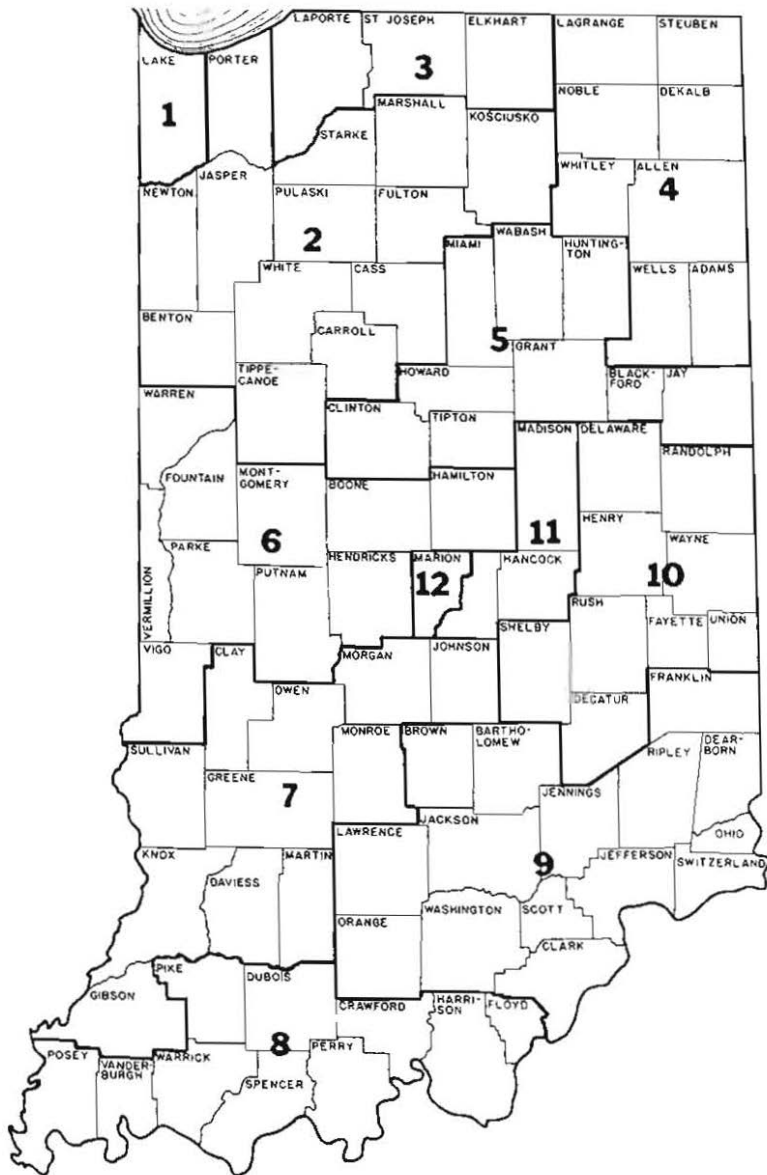 LAPORTE
ST JOSEPH
ELKHART
LAGRANGE
STEUBEN
LAKE
PORTER
3
NOBLE
DEKALB
1
MARSHALL
KOSCIUSKO
STARKE
WHITLEY
ALLEN
JASPER
4
NEWTON
PULASKI
FULTON
2
MIAMI
WABASH
HUNTING-
TON
WHITE
CASS
WELLS
ADAMS
BENTON
CARROLL
5
GRANT
TIPPE-
CANOE
HOWARD
BLACK-
FORD
JAY
WARREN
CLINTON
TIPTON
MADISON
DELAWARE
RANDOLPH
FOUNTAIN
MONT-
GOMERY
BOONE
HAMILTON
HENRY
11
WAYNE
PARKE
6
HENDRICKS
MARION
HANCOCK
12
10
PUTNAM
VERMILLION
RUSH
FAYETTE
UNION
SHELBY
VIGO
CLAY
MORGAN
JOHNSON
FRANKLIN
OWEN
DECATUR
SULLIVAN
MONROE
BROWN
BARTHO-
LOMEW
RIPLEY
DEAR-
BORN
GREENE
7
JENNINGS
JACKSON
LAWRENCE
OHIO
KNOX
MARTIN
9
JEFFERSON
SWITZERLAND
DAVIESS
WASHINGTON
SCOTT
ORANGE
CLARK
PIKE
DUBOIS
GIBSON
CRAWFORD
HARRI-
SON
FLOYD
8
POSEY
VANDER-
BURGH
WARRICK
PERRY
SPENCER